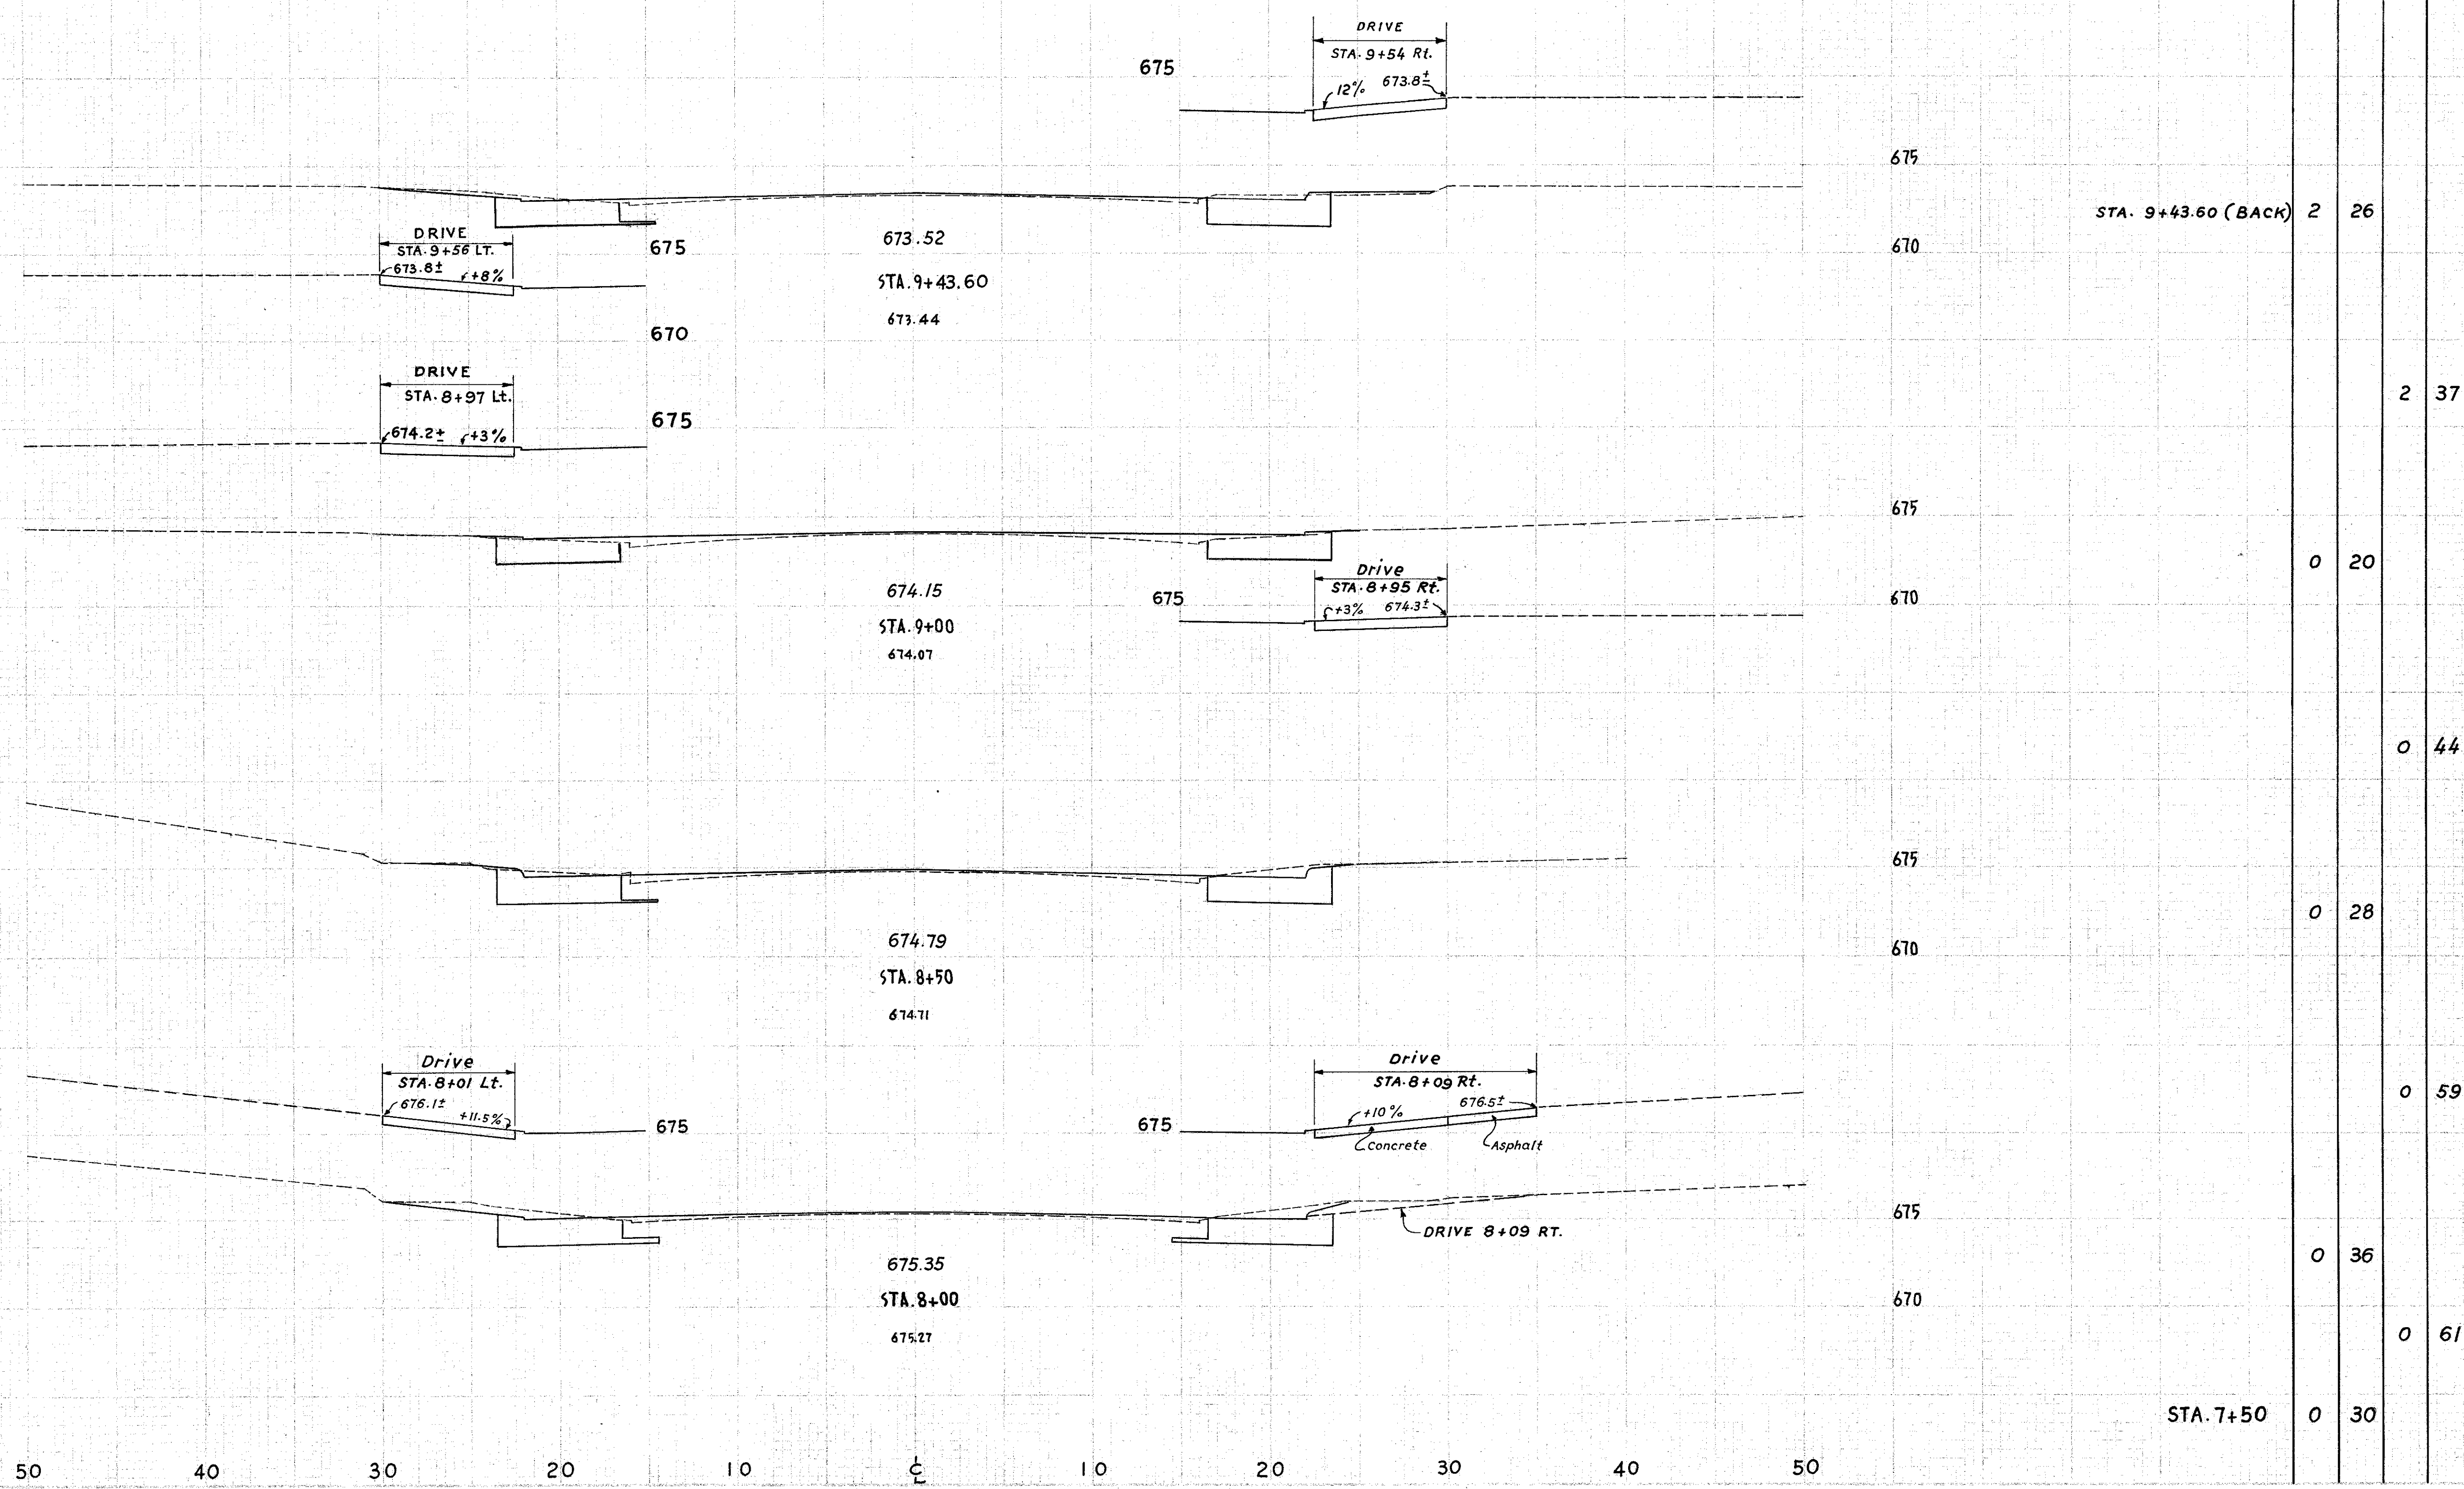 DRIVE
STA. 9+54 Rt.
675
12% 673.8±
675
STA. 9+43.60 (BACK) 2 26
DRIVE
STA. 9+56 LT.
673.8± +8%
675
673.52
670
STA. 9+43.60
673.44
670
DRIVE
STA. 8+97 Lt.
2 37
674.2± +3%
675
675
0 20
674.15
675
Drive
STA. 8+95 Rt.
+3% 674.3±
670
STA. 9+00
674.07
0 44
675
0 28
674.79
670
STA. 8+50
674.71
Drive
STA. 8+01 Lt.
676.1± +11.5%
675
Drive
STA. 8+09 Rt.
+10% 676.5±
675
Concrete Asphalt
0 59
675
DRIVE 8+09 RT.
0 36
675.35
STA. 8+00
670
675.27
0 61
STA. 7+50 0 30
50 40 30 20 10 ℄ 10 20 30 40 50